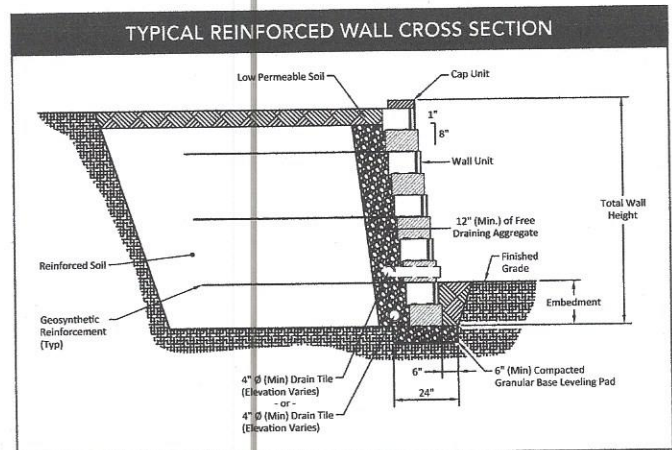 TYPICAL REINFORCED WALL CROSS SECTION
Low Permeable Soil
Cap Unit
1"
8"
Wall Unit
12" (Min.) of Free
Draining Aggregate
Total Wall
Height
Reinforced Soil
Finished
Grade
Embedment
Geosynthetic
Reinforcement
(Typ)
6"
6" (Min) Compacted
Granular Base Leveling Pad
24"
4" Ø (Min) Drain Tile
(Elevation Varies)
- or -
4" Ø (Min) Drain Tile
(Elevation Varies)